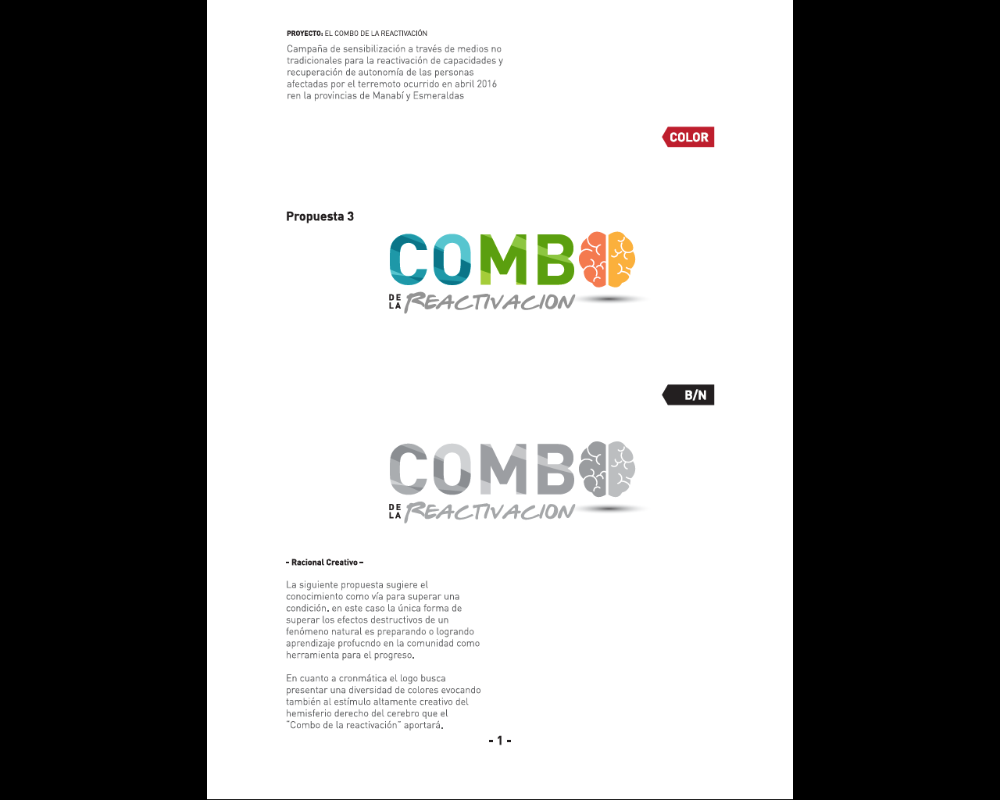 PROYECTO: EL COMBO DE LA REACTIVACIÓN
Campaña de sensibilización a través de medios no
tradicionales para la reactivación de capacidades y
recuperación de autonomía de las personas
afectadas por el terremoto ocurrido en abril 2016
ren la provincias de Manabí y Esmeraldas
COLOR
Propuesta 3
COMB
DE LA REACTIVACION
B/N
COMB
DE LA REACTIVACION
- Racional Creativo -
La siguiente propuesta sugiere el
conocimiento como vía para superar una
condición. en este caso la única forma de
superar los efectos destructivos de un
fenómeno natural es preparando o logrando
aprendizaje profucndo en la comunidad como
herramienta para el progreso.
En cuanto a cronmática el logo busca
presentar una diversidad de colores evocando
también al estímulo altamente creativo del
hemisferio derecho del cerebro que el
"Combo de la reactivación" aportará.
- 1 -